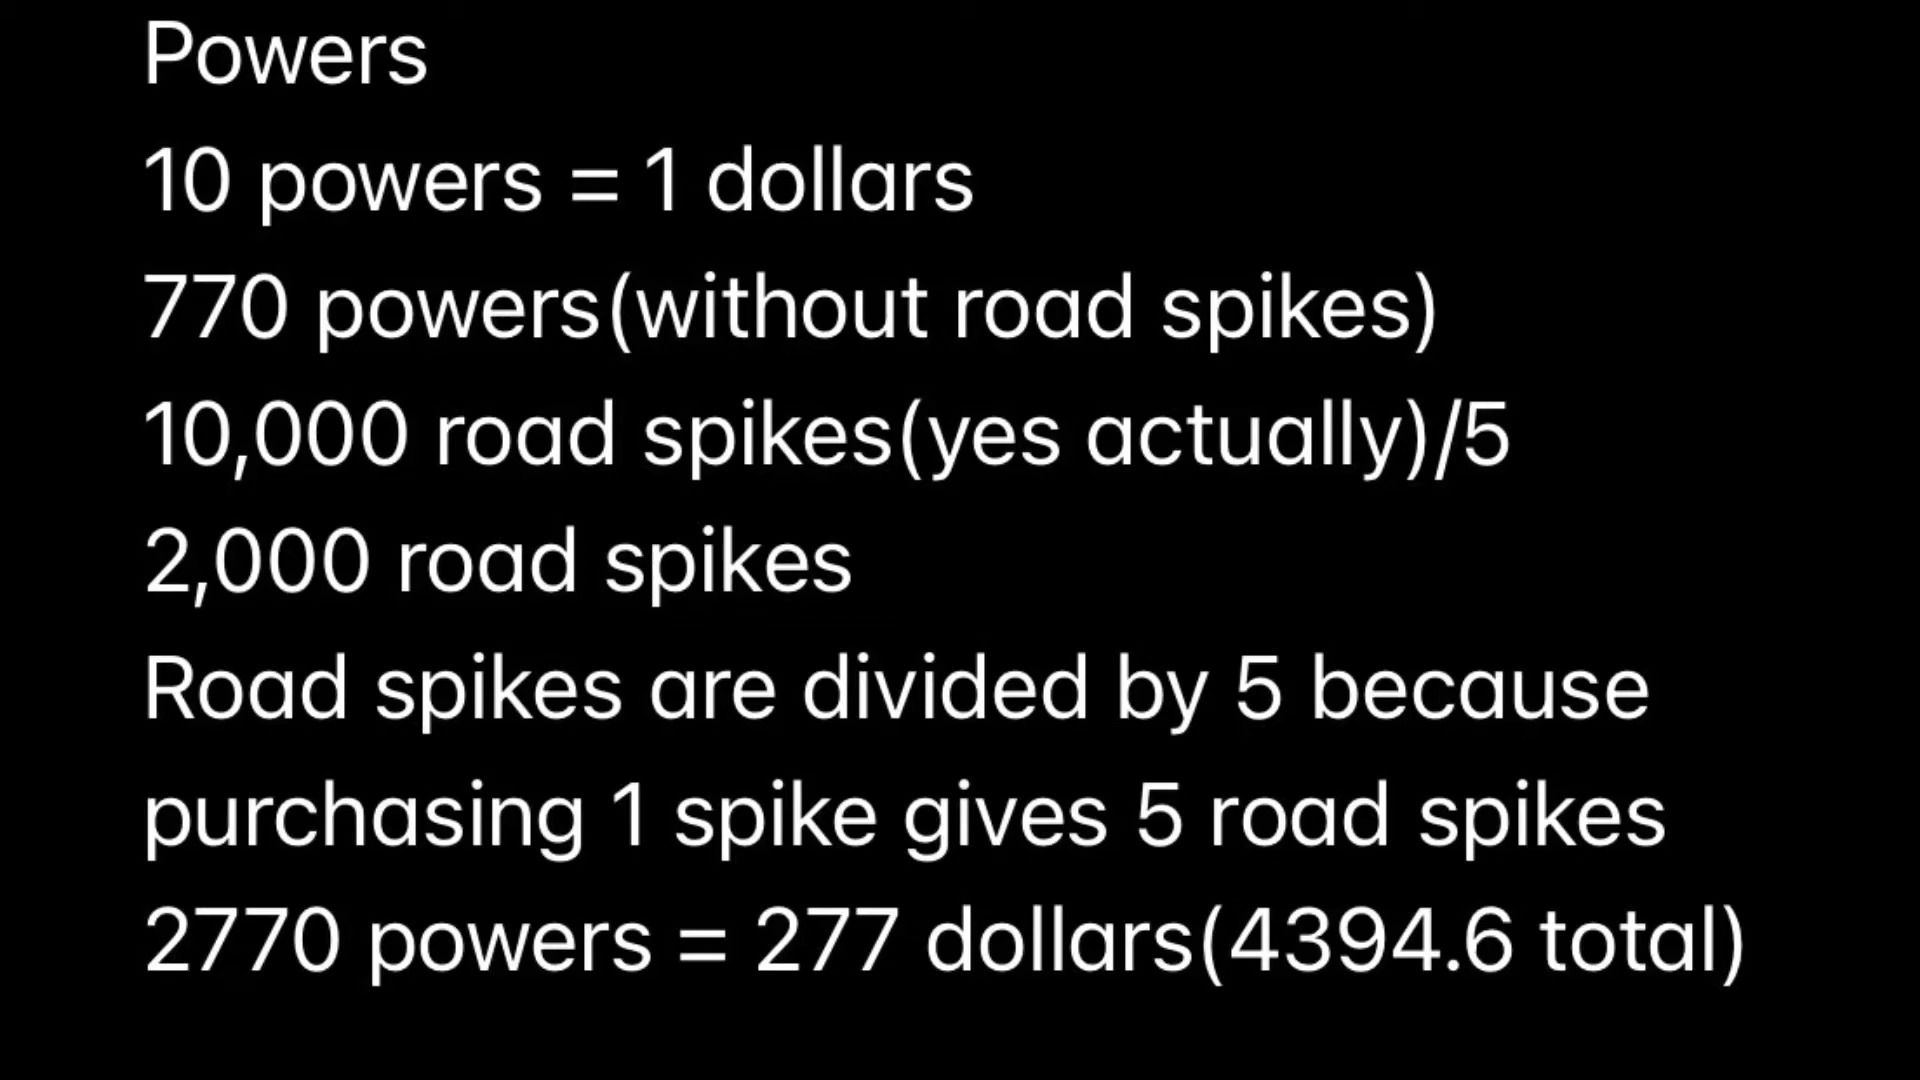 Powers
10 powers = 1 dollars
770 powers(without road spikes)
10,000 road spikes(yes actually)/5
2,000 road spikes
Road spikes are divided by 5 because
purchasing 1 spike gives 5 road spikes
2770 powers = 277 dollars(4394.6 total)